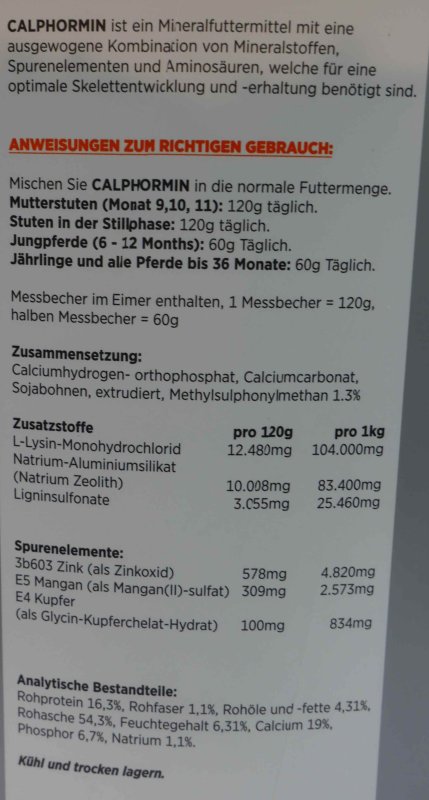 CALPHORMIN ist ein Mineralfuttermittel mit eine
ausgewogene Kombination von Mineralstoffen,
Spurenelementen und Aminosäuren, welche für eine
optimale Skelettentwicklung und -erhaltung benötigt sind.
ANWEISUNGEN ZUM RICHTIGEN GEBRAUCH:
Mischen Sie CALPHORMIN in die normale Futtermenge.
Mutterstuten (Monat 9,10, 11): 120g täglich.
Stuten in der Stillphase: 120g täglich.
Jungpferde (6 - 12 Months): 60g Täglich.
Jährlinge und alle Pferde bis 36 Monate: 60g Täglich.
Messbecher im Eimer enthalten, 1 Messbecher = 120g,
halben Messbecher = 60g
Zusammensetzung:
Calciumhydrogen- orthophosphat, Calciumcarbonat,
Sojabohnen, extrudiert, Methylsulphonylmethan 1.3%
Zusatzstoffe pro 120g pro 1kg
L-Lysin-Monohydrochlorid 12.480mg 104.000mg
Natrium-Aluminiumsilikat
(Natrium Zeolith) 10.008mg 83.400mg
Ligninsulfonate 3.055mg 25.460mg
Spurenelemente:
3b603 Zink (als Zinkoxid) 578mg 4.820mg
E5 Mangan (als Mangan(II)-sulfat) 309mg 2.573mg
E4 Kupfer
(als Glycin-Kupferchelat-Hydrat) 100mg 834mg
Analytische Bestandteile:
Rohprotein 16,3%, Rohfaser 1,1%, Rohöle und -fette 4,31%,
Rohasche 54,3%, Feuchtegehalt 6,31%, Calcium 19%,
Phosphor 6,7%, Natrium 1,1%.
Kühl und trocken lagern.